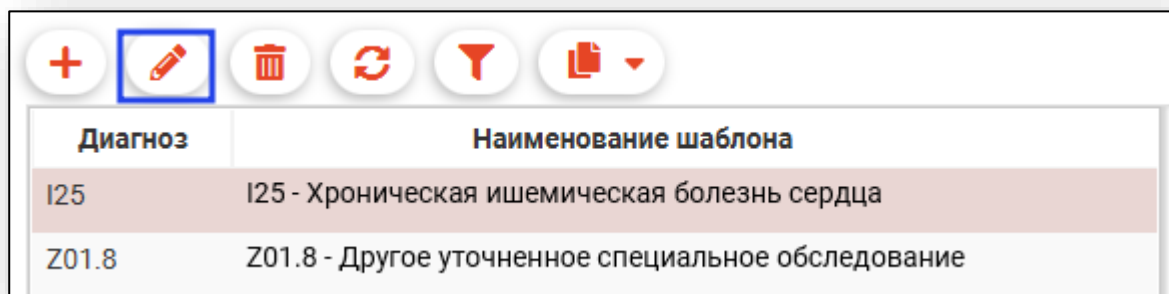 Диагноз Наименование шаблона
I25 I25 - Хроническая ишемическая болезнь сердца
Z01.8 Z01.8 - Другое уточненное специальное обследование